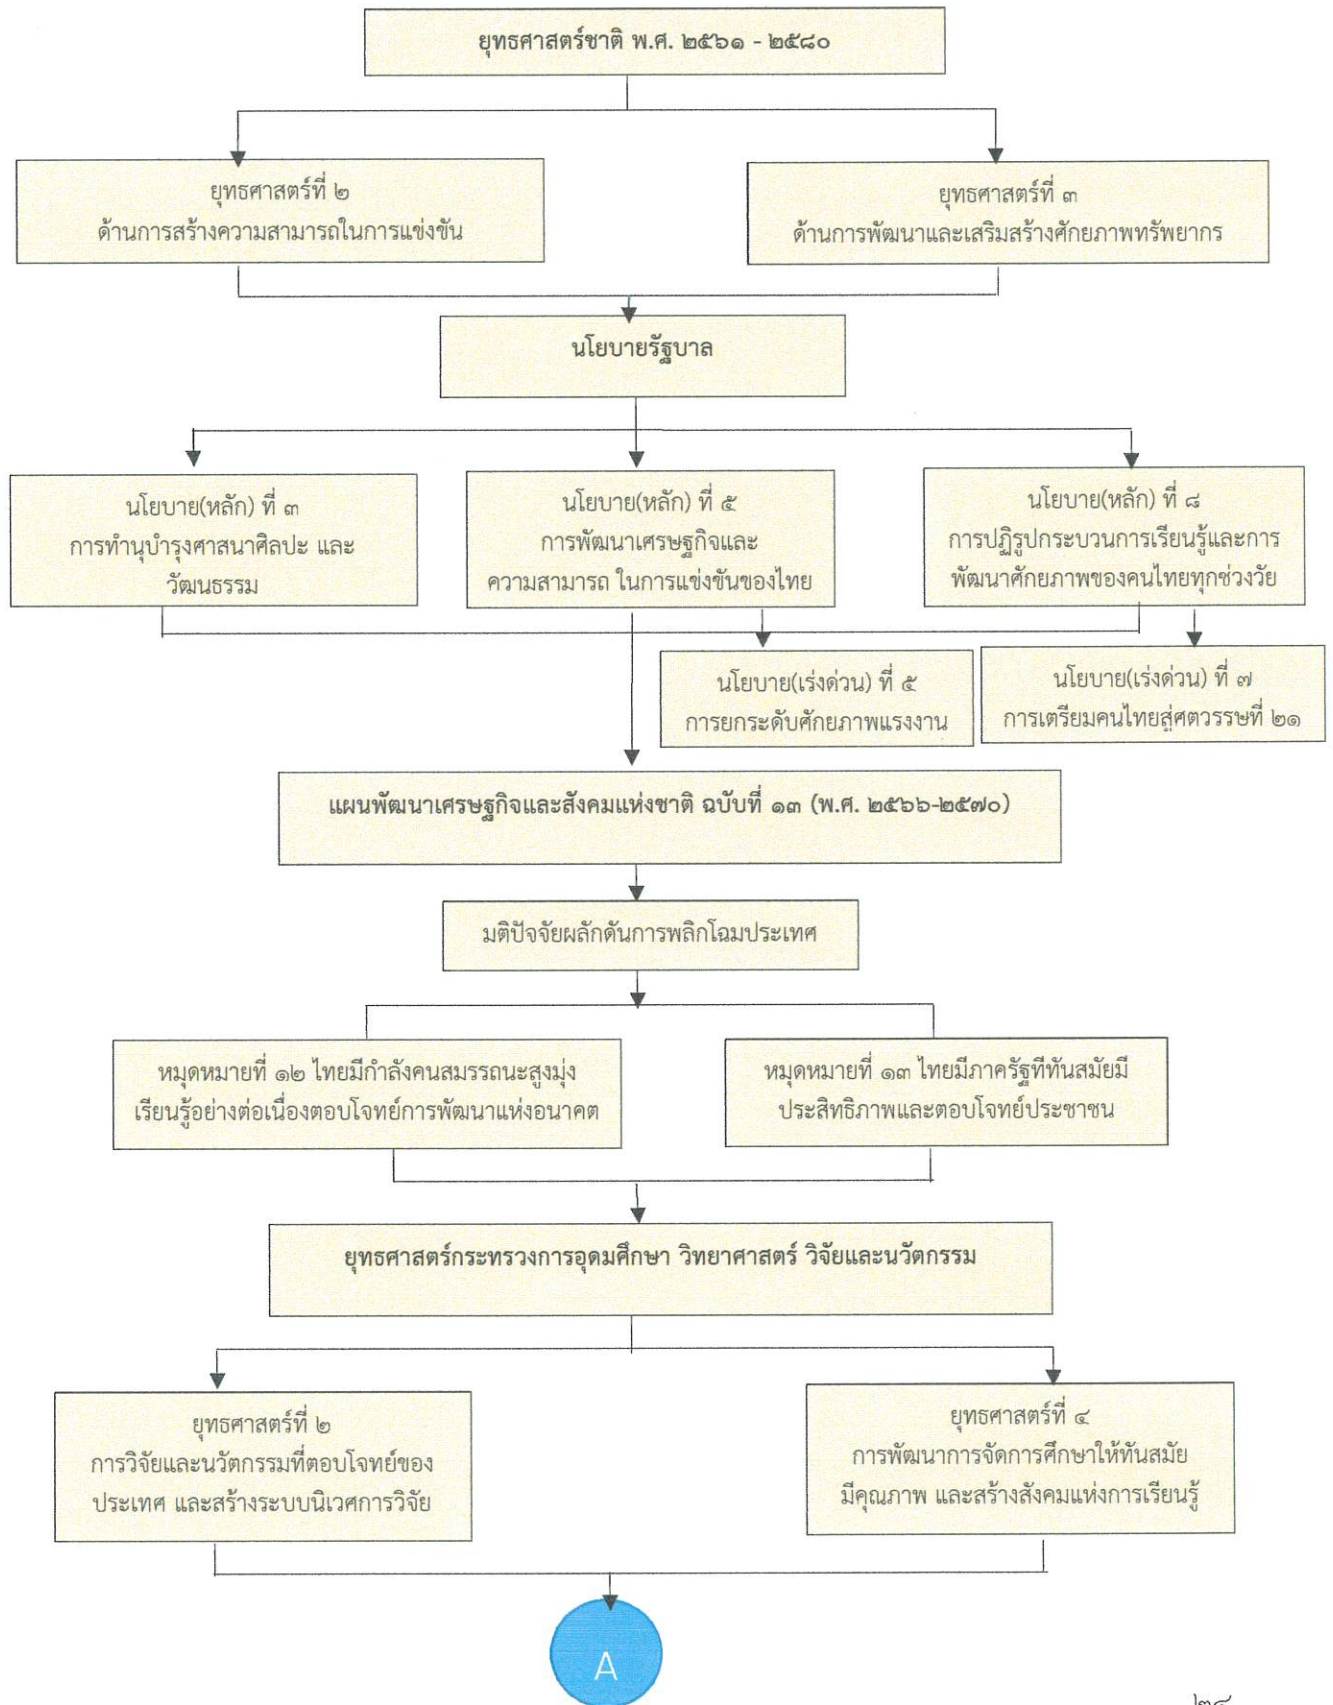 ยุทธศาสตร์ชาติ พ.ศ. ๒๕๖๑ - ๒๕๘๐
ยุทธศาสตร์ที่ ๒
ด้านการสร้างความสามารถในการแข่งขัน
ยุทธศาสตร์ที่ ๓
ด้านการพัฒนาและเสริมสร้างศักยภาพทรัพยากร
นโยบายรัฐบาล
นโยบาย(หลัก) ที่ ๓
การทำนุบำรุงศาสนาศิลปะ และ
วัฒนธรรม
นโยบาย(หลัก) ที่ ๕
การพัฒนาเศรษฐกิจและ
ความสามารถ ในการแข่งขันของไทย
นโยบาย(หลัก) ที่ ๘
การปฏิรูปกระบวนการเรียนรู้และการ
พัฒนาศักยภาพของคนไทยทุกช่วงวัย
นโยบาย(เร่งด่วน) ที่ ๕
การยกระดับศักยภาพแรงงาน
นโยบาย(เร่งด่วน) ที่ ๗
การเตรียมคนไทยสู่ศตวรรษที่ ๒๑
แผนพัฒนาเศรษฐกิจและสังคมแห่งชาติ ฉบับที่ ๑๓ (พ.ศ. ๒๕๖๖-๒๕๗๐)
มติปัจจัยผลักดันการพลิกโฉมประเทศ
หมุดหมายที่ ๑๒ ไทยมีกำลังคนสมรรถนะสูงมุ่ง
เรียนรู้อย่างต่อเนื่องตอบโจทย์การพัฒนาแห่งอนาคต
หมุดหมายที่ ๑๓ ไทยมีภาครัฐทีทันสมัยมี
ประสิทธิภาพและตอบโจทย์ประชาชน
ยุทธศาสตร์กระทรวงการอุดมศึกษา วิทยาศาสตร์ วิจัยและนวัตกรรม
ยุทธศาสตร์ที่ ๒
การวิจัยและนวัตกรรมที่ตอบโจทย์ของ
ประเทศ และสร้างระบบนิเวศการวิจัย
ยุทธศาสตร์ที่ ๔
การพัฒนาการจัดการศึกษาให้ทันสมัย
มีคุณภาพ และสร้างสังคมแห่งการเรียนรู้
A